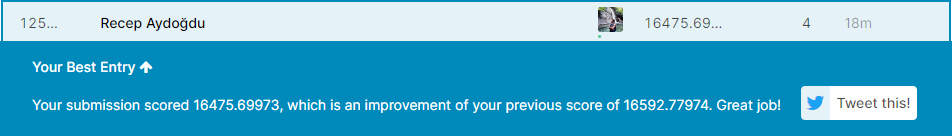 125... Recep Aydoğdu 16475.69... 4 18m
Your Best Entry ↑
Your submission scored 16475.69973, which is an improvement of your previous score of 16592.77974. Great job! Tweet this!